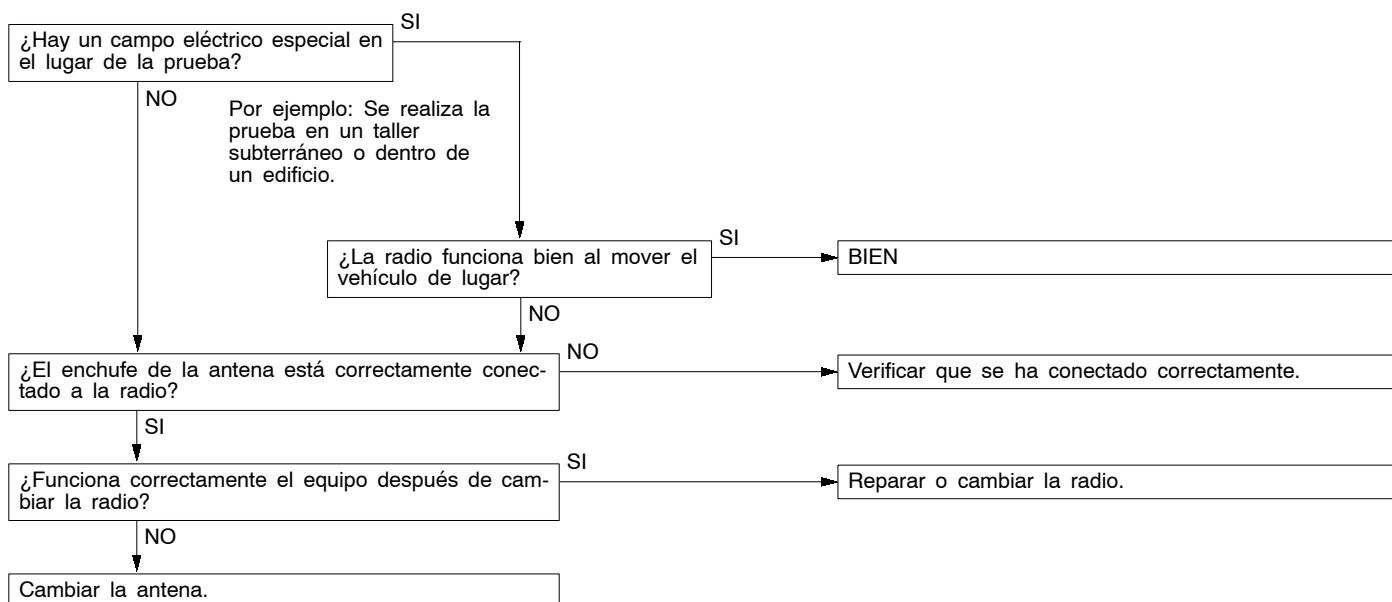 SI
¿Hay un campo eléctrico especial en
el lugar de la prueba?
NO
Por ejemplo: Se realiza la
prueba en un taller
subterráneo o dentro de
un edificio.
SI
¿La radio funciona bien al mover el
vehículo de lugar?
BIEN
NO
NO
¿El enchufe de la antena está correctamente conec-
tado a la radio?
Verificar que se ha conectado correctamente.
SI
SI
¿Funciona correctamente el equipo después de cam-
biar la radio?
Reparar o cambiar la radio.
NO
Cambiar la antena.